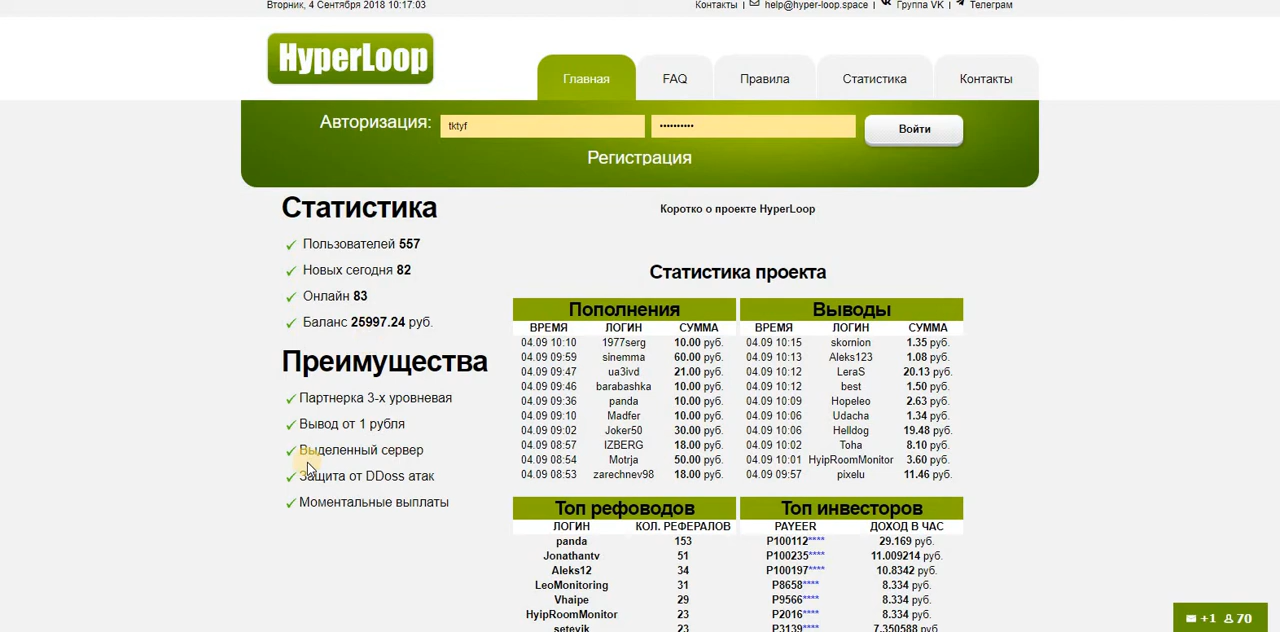 Вторник, 4 Сентября 2018 10:17:03
Контакты | help@hyper-loop.space | Группа VK | Телеграм
HyperLoop
Главная FAQ Правила Статистика Контакты
Авторизация: tktyf •••••••••• Войти
Регистрация
Статистика
Пользователей 557
Новых сегодня 82
Онлайн 83
Баланс 25997.24 руб.
Преимущества
Партнерка 3-х уровневая
Вывод от 1 рубля
Выделенный сервер
Защита от DDoss атак
Моментальные выплаты
Коротко о проекте HyperLoop
Статистика проекта
Пополнения
ВРЕМЯ ЛОГИН СУММА
04.09 10:10 1977serg 10.00 руб.
04.09 09:59 sinemma 60.00 руб.
04.09 09:47 ua3ivd 21.00 руб.
04.09 09:46 barabashka 10.00 руб.
04.09 09:36 panda 10.00 руб.
04.09 09:10 Madfer 10.00 руб.
04.09 09:02 Joker50 30.00 руб.
04.09 08:57 IZBERG 18.00 руб.
04.09 08:54 Motrja 50.00 руб.
04.09 08:53 zarechnev98 18.00 руб.
Выводы
ВРЕМЯ ЛОГИН СУММА
04.09 10:15 skornion 1.35 руб.
04.09 10:13 Aleks123 1.08 руб.
04.09 10:12 LeraS 20.13 руб.
04.09 10:12 best 1.50 руб.
04.09 10:09 Hopeleo 2.63 руб.
04.09 10:06 Udacha 1.34 руб.
04.09 10:06 Helldog 19.48 руб.
04.09 10:02 Toha 8.10 руб.
04.09 10:01 HyipRoomMonitor 3.60 руб.
04.09 09:57 pixelu 11.46 руб.
Топ рефоводов
ЛОГИН КОЛ. РЕФЕРАЛОВ
panda 153
Jonathantv 51
Aleks12 34
LeoMonitoring 31
Vhaipe 29
HyipRoomMonitor 23
setevik 23
Топ инвесторов
PAYEER ДОХОД В ЧАС
P100112**** 29.169 руб.
P100235**** 11.009214 руб.
P100197**** 10.8342 руб.
P8658**** 8.334 руб.
P9566**** 8.334 руб.
P2016**** 8.334 руб.
P3139**** 7.350588 руб.
+1 70